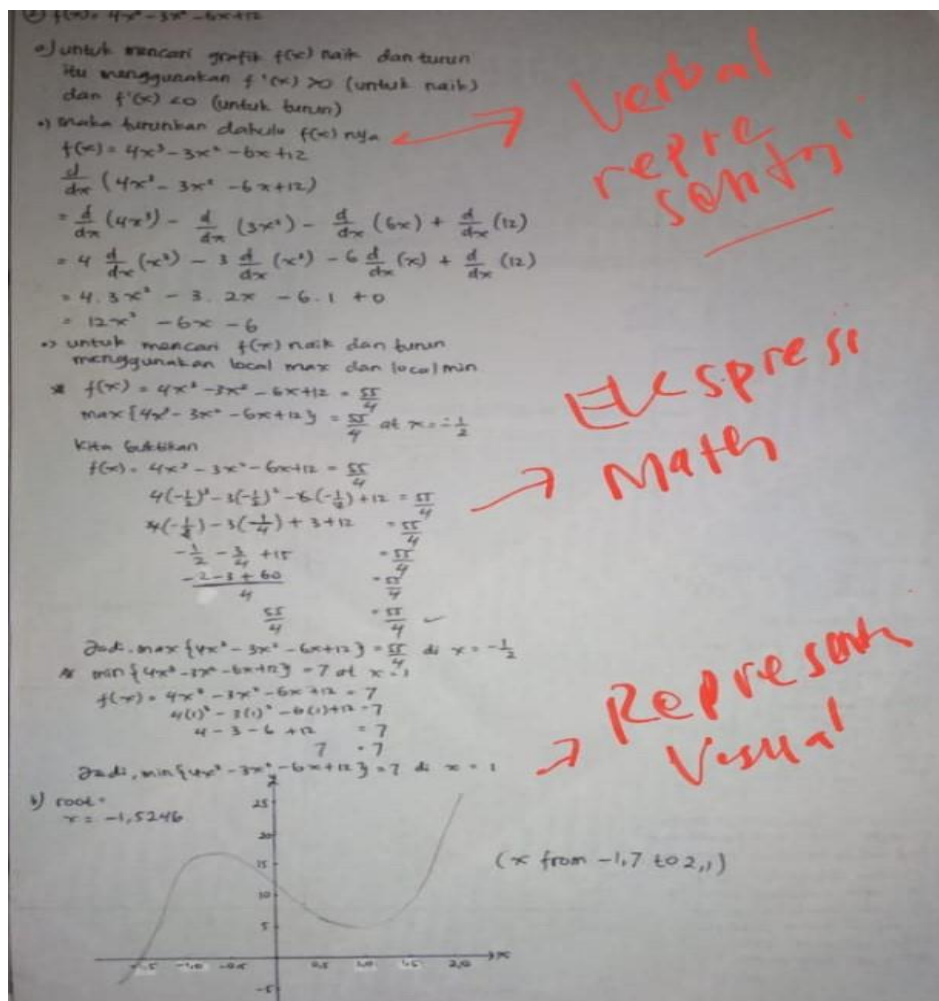 ② f(x) = 4x³ - 3x² - 6x + 12
a) untuk mencari grafik f(x) naik dan turun
itu menggunakan f'(x) > 0 (untuk naik)
dan f'(x) < 0 (untuk turun)
•) maka turunkan dahulu f(x) nya
f(x) = 4x³ - 3x² - 6x + 12
d/dx (4x³ - 3x² - 6x + 12)
= d/dx (4x³) - d/dx (3x²) - d/dx (6x) + d/dx (12)
= 4 d/dx (x³) - 3 d/dx (x²) - 6 d/dx (x) + d/dx (12)
= 4 . 3x² - 3 . 2x - 6 . 1 + 0
= 12x² - 6x - 6
•) untuk mencari f(x) naik dan turun
menggunakan local max dan local min
* f(x) = 4x³ - 3x² - 6x + 12 = 55/4
max {4x³ - 3x² - 6x + 12} = 55/4 at x = -1/2
Kita buktikan
f(x) = 4x³ - 3x² - 6x + 12 = 55/4
4(-1/2)³ - 3(-1/2)² - 6(-1/2) + 12 = 55/4
4(-1/8) - 3(1/4) + 3 + 12 = 55/4
-1/2 - 3/4 + 15 = 55/4
(-2 - 3 + 60)/4 = 55/4
55/4 = 55/4 ✓
Jadi, max {4x³ - 3x² - 6x + 12} = 55/4 di x = -1/2
* min {4x³ - 3x² - 6x + 12} = 7 at x = 1
f(x) = 4x³ - 3x² - 6x + 12 = 7
4(1)³ - 3(1)² - 6(1) + 12 = 7
4 - 3 - 6 + 12 = 7
7 = 7
Jadi, min {4x³ - 3x² - 6x + 12} = 7 di x = 1
b) root =
x = -1,5246
(x from -1,7 to 2,1)
25
20
15
10
5
-1.5 -1.0 -0.5 0.5 1.0 1.5 2.0 x
-5
Verbal
repre
sentasi
Ekspresi
Math
Represent
Visual